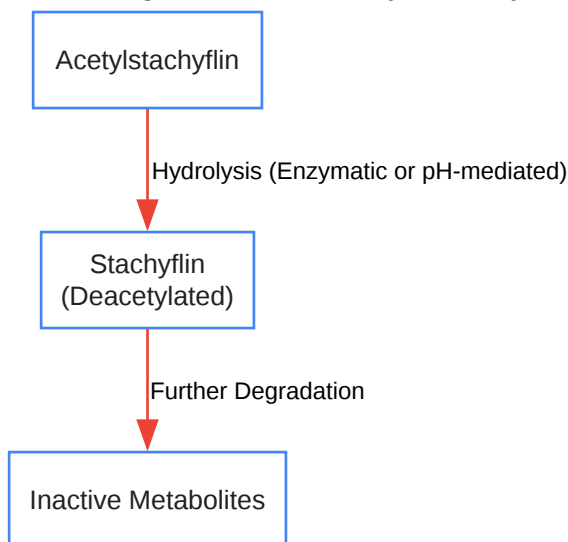 Acetylstachyflin
Hydrolysis (Enzymatic or pH-mediated)
Stachyflin
(Deacetylated)
Further Degradation
Inactive Metabolites